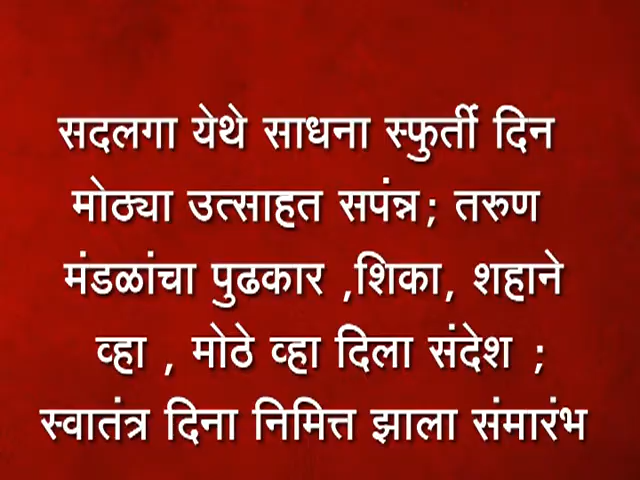 सदलगा येथे साधना स्फुर्ती दिन
मोठ्या उत्साहत सपंन्न; तरुण
मंडळांचा पुढकार ,शिका, शहाने
व्हा , मोठे व्हा दिला संदेश ;
स्वातंत्र दिना निमित्त झाला संमारंभ